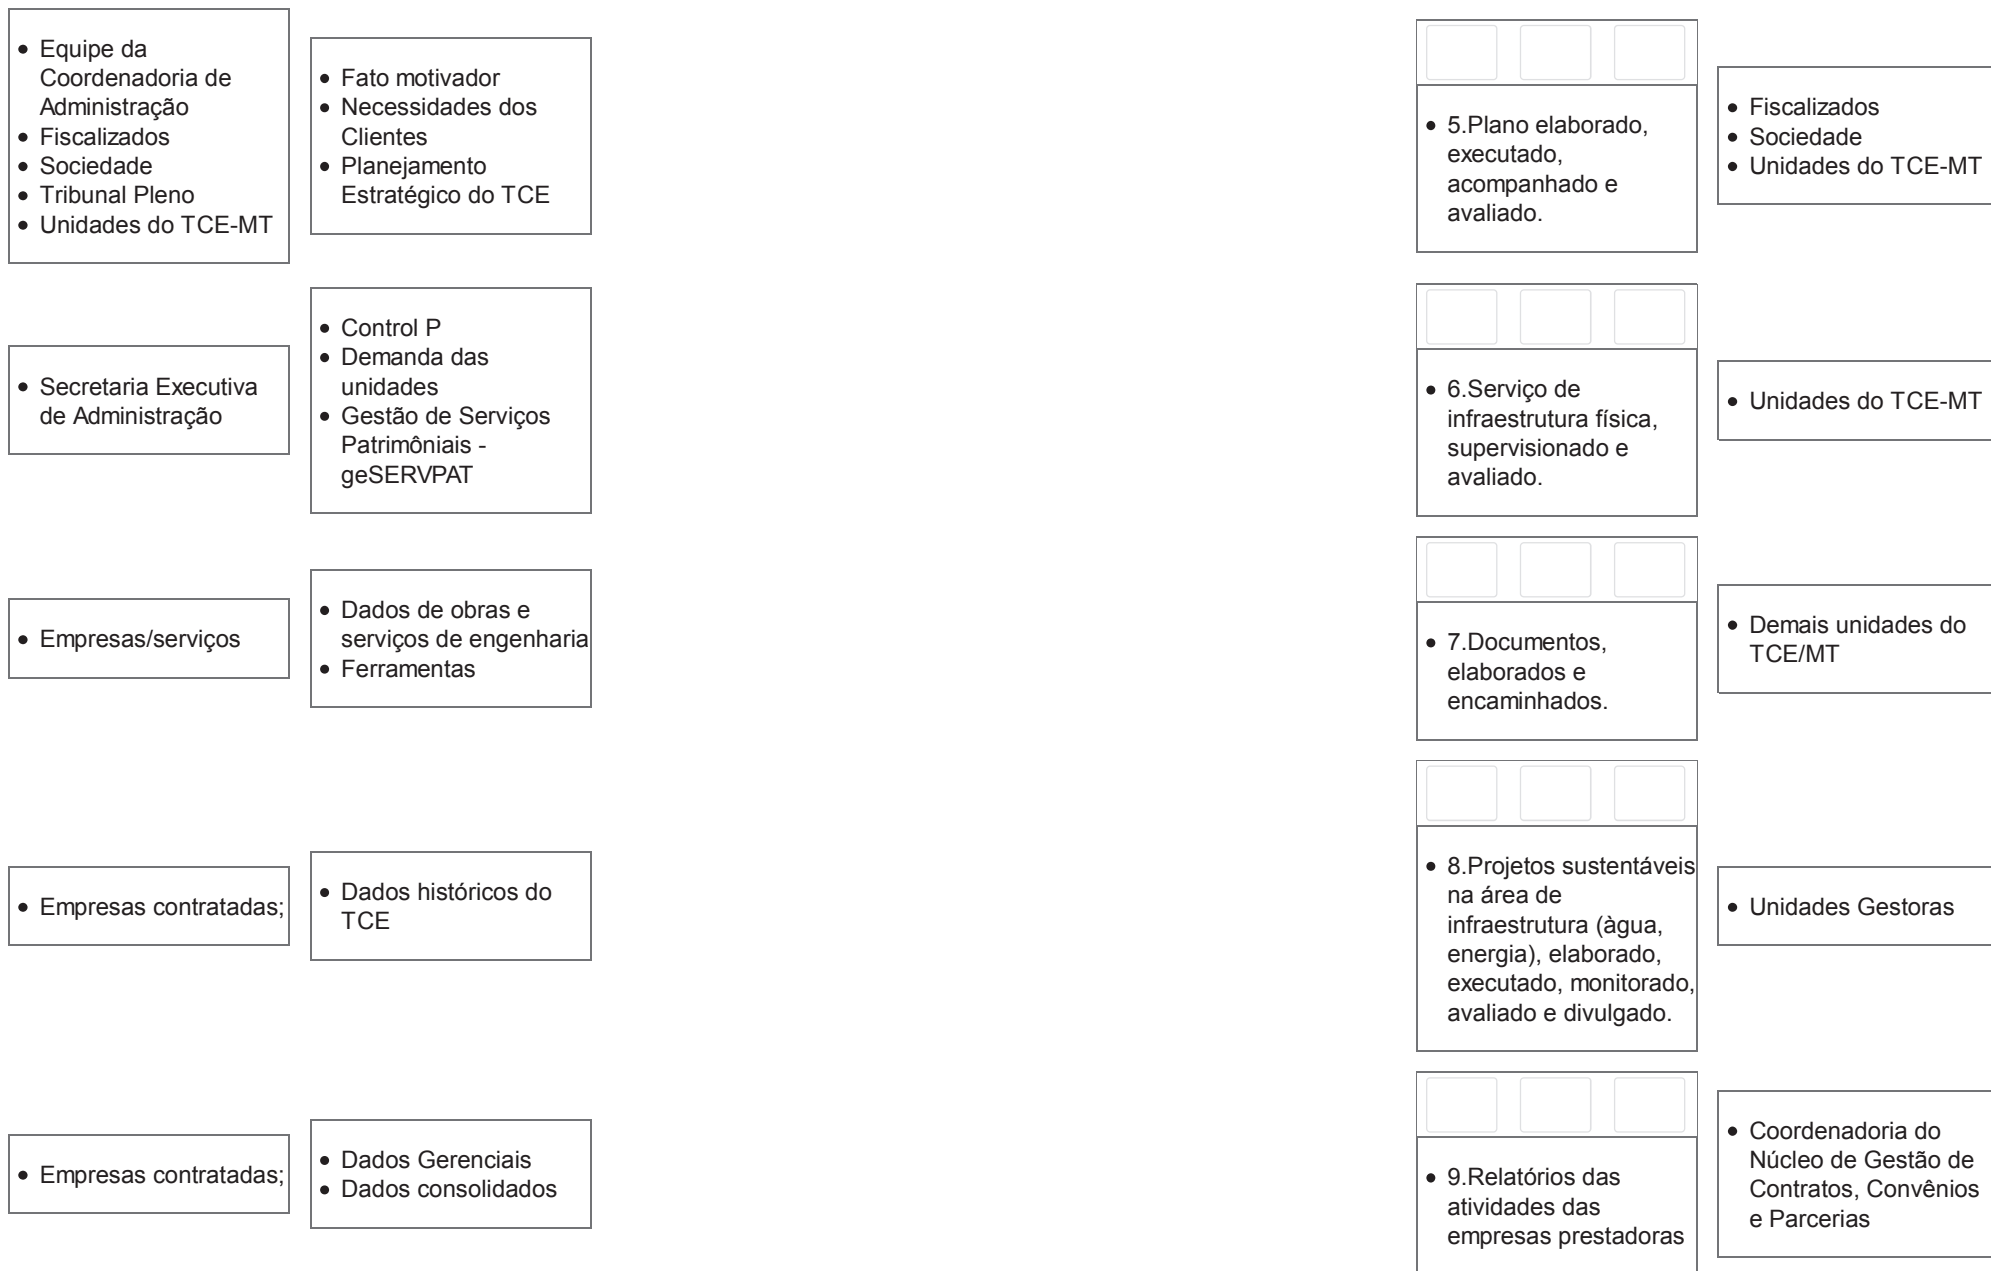 • Equipe da
Coordenadoria de
Administração
• Fiscalizados
• Sociedade
• Tribunal Pleno
• Unidades do TCE-MT
• Fato motivador
• Necessidades dos
Clientes
• Planejamento
Estratégico do TCE
• 5.Plano elaborado,
executado,
acompanhado e
avaliado.
• Fiscalizados
• Sociedade
• Unidades do TCE-MT
• Secretaria Executiva
de Administração
• Control P
• Demanda das
unidades
• Gestão de Serviços
Patrimôniais -
geSERVPAT
• 6.Serviço de
infraestrutura física,
supervisionado e
avaliado.
• Unidades do TCE-MT
• Empresas/serviços
• Dados de obras e
serviços de engenharia
• Ferramentas
• 7.Documentos,
elaborados e
encaminhados.
• Demais unidades do
TCE/MT
• Empresas contratadas;
• Dados históricos do
TCE
• 8.Projetos sustentáveis
na área de
infraestrutura (àgua,
energia), elaborado,
executado, monitorado,
avaliado e divulgado.
• Unidades Gestoras
• Empresas contratadas;
• Dados Gerenciais
• Dados consolidados
• 9.Relatórios das
atividades das
empresas prestadoras
• Coordenadoria do
Núcleo de Gestão de
Contratos, Convênios
e Parcerias